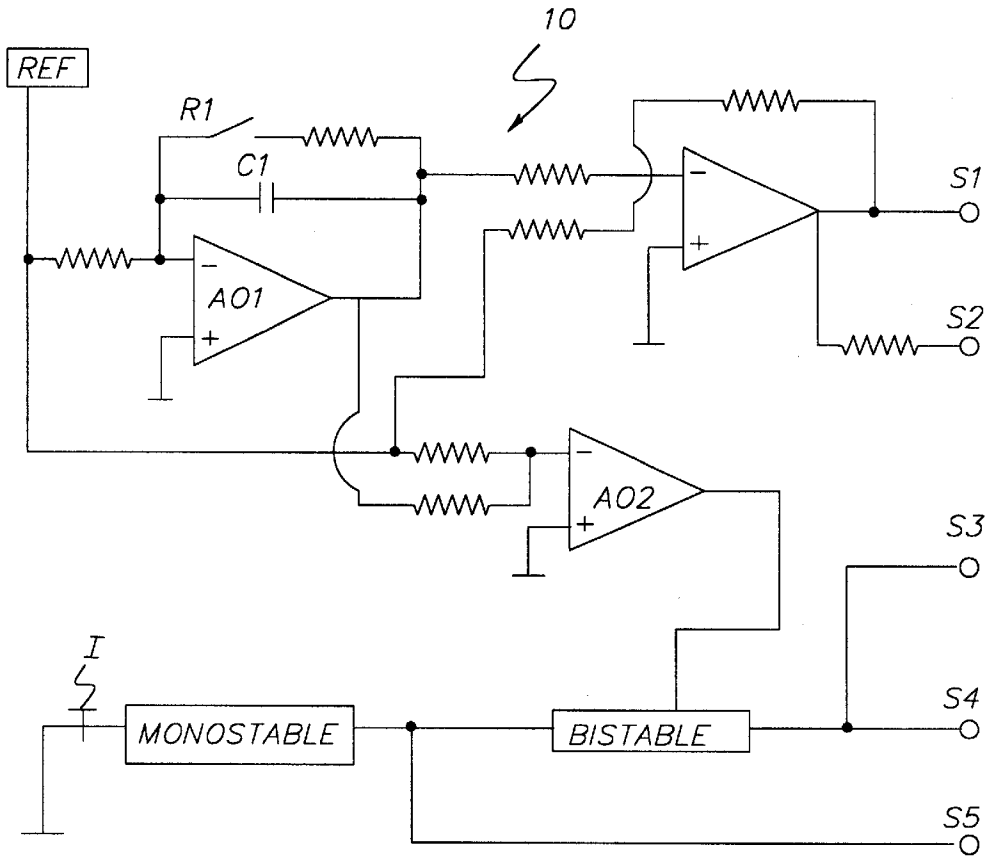 10
REF
R1
C1
S1
AO1
S2
AO2
S3
I
S4
MONOSTABLE
BISTABLE
S5